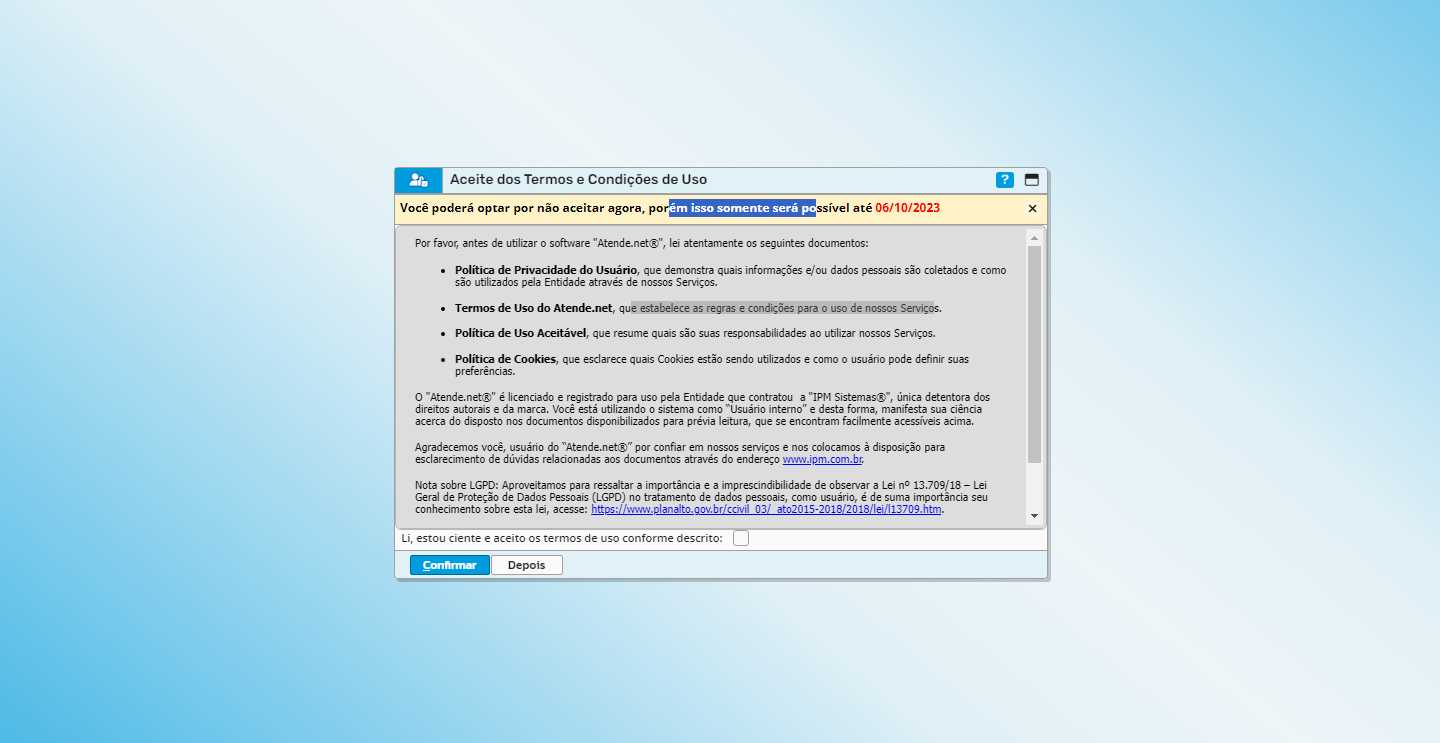 Aceite dos Termos e Condições de Uso
?
Você poderá optar por não aceitar agora, porém isso somente será possível até 06/10/2023
Por favor, antes de utilizar o software "Atende.net®", lei atentamente os seguintes documentos:
• Política de Privacidade do Usuário, que demonstra quais informações e/ou dados pessoais são coletados e como
são utilizados pela Entidade através de nossos Serviços.
• Termos de Uso do Atende.net, que estabelece as regras e condições para o uso de nossos Serviços.
• Política de Uso Aceitável, que resume quais são suas responsabilidades ao utilizar nossos Serviços.
• Política de Cookies, que esclarece quais Cookies estão sendo utilizados e como o usuário pode definir suas
preferências.
O "Atende.net®" é licenciado e registrado para uso pela Entidade que contratou  a "IPM Sistemas®", única detentora dos
direitos autorais e da marca. Você está utilizando o sistema como “Usuário interno” e desta forma, manifesta sua ciência
acerca do disposto nos documentos disponibilizados para prévia leitura, que se encontram facilmente acessíveis acima.
Agradecemos você, usuário do “Atende.net®” por confiar em nossos serviços e nos colocamos à disposição para
esclarecimento de dúvidas relacionadas aos documentos através do endereço www.ipm.com.br.
Nota sobre LGPD: Aproveitamos para ressaltar a importância e a imprescindibilidade de observar a Lei nº 13.709/18 – Lei
Geral de Proteção de Dados Pessoais (LGPD) no tratamento de dados pessoais, como usuário, é de suma importância seu
conhecimento sobre esta lei, acesse: https://www.planalto.gov.br/ccivil_03/_ato2015-2018/2018/lei/l13709.htm.
Li, estou ciente e aceito os termos de uso conforme descrito:
Confirmar
Depois